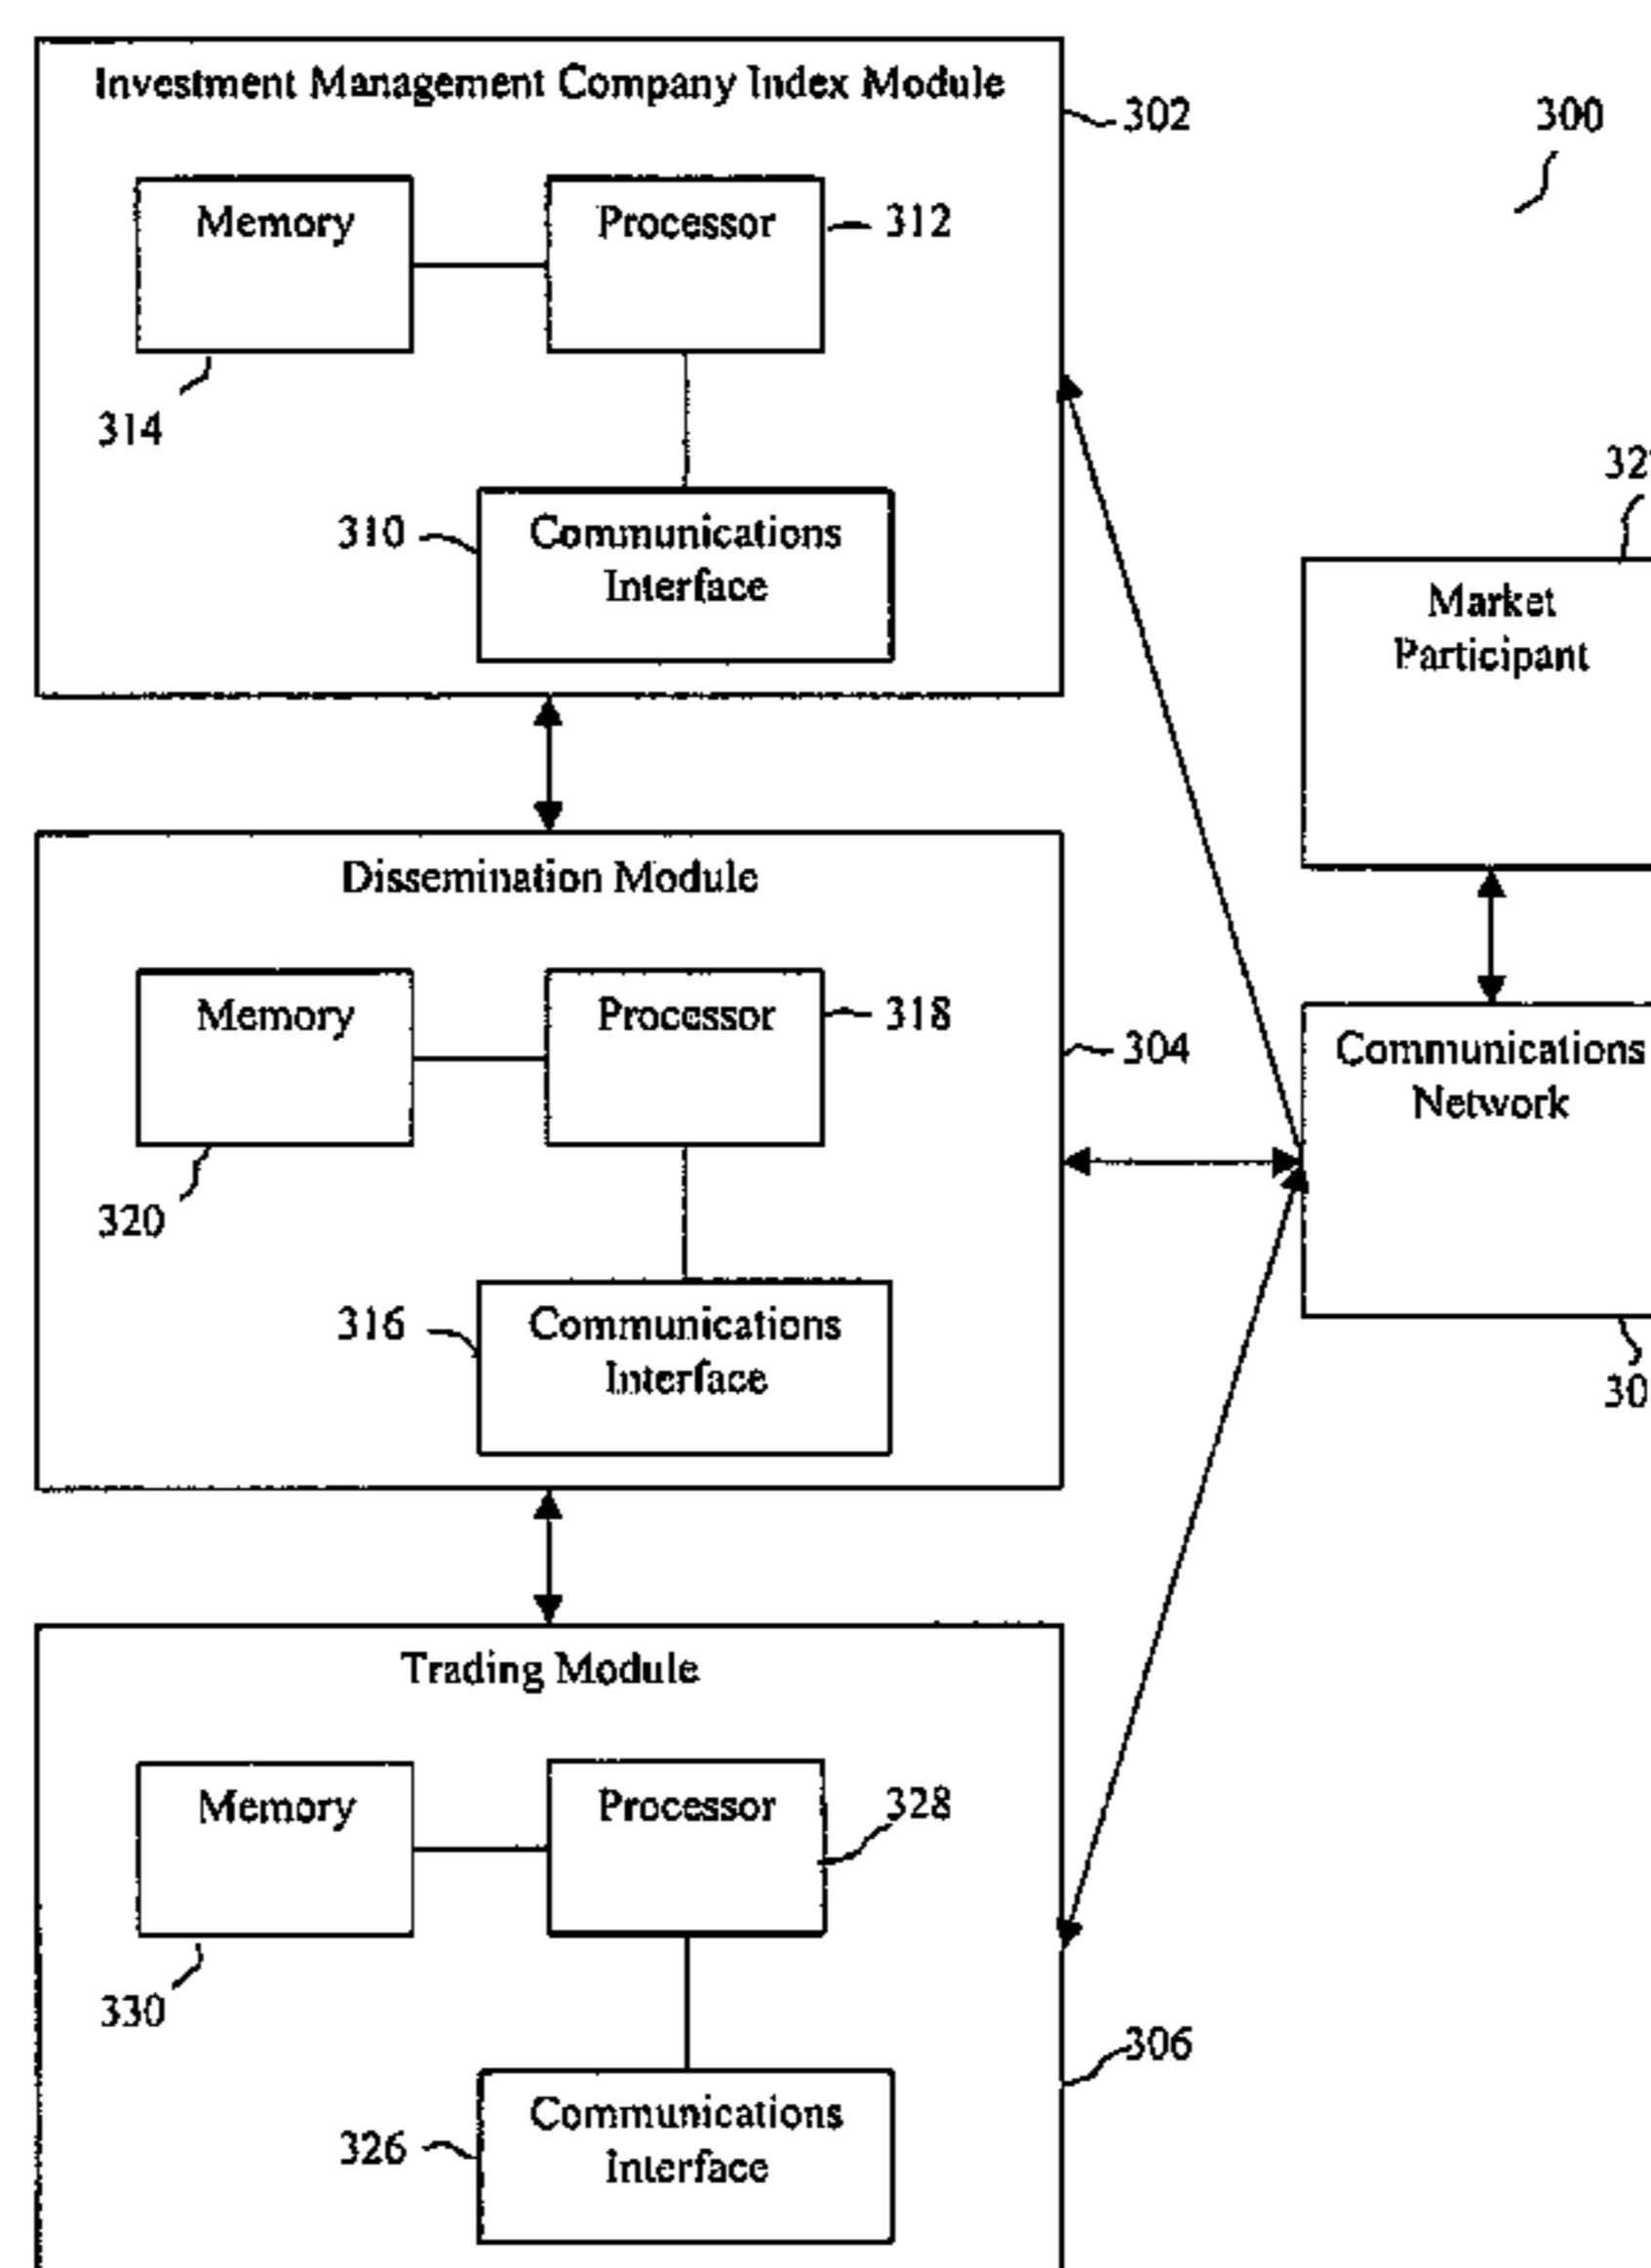 Investment Management Company Index Module
302
300
Memory
Processor
312
314
310
Communications
Interface
Market
Participant
Dissemination Module
Memory
Processor
318
304
Communications
Network
320
316
Communications
Interface
Trading Module
Memory
Processor
328
330
306
326
Communications
Interface